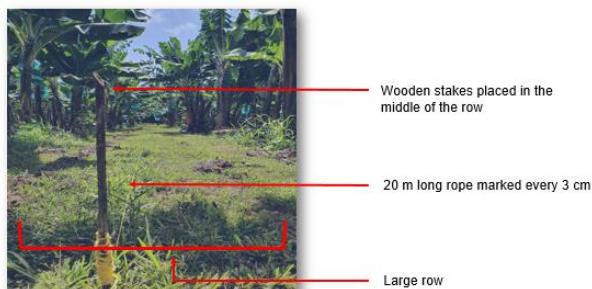 Wooden stakes placed in the
middle of the row
20 m long rope marked every 3 cm
Large row